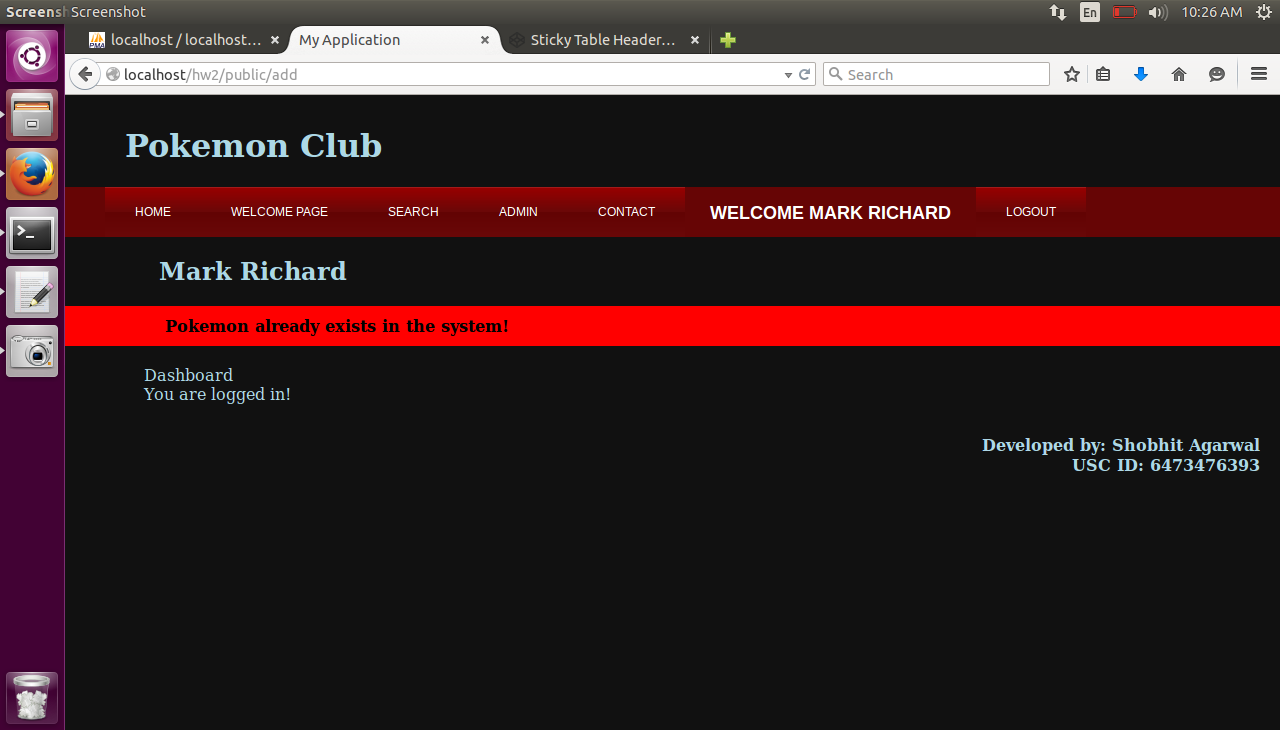 Screensh Screenshot
En
10:26 AM
localhost / localhost...
My Application
Sticky Table Header...
localhost/hw2/public/add
Search
Pokemon Club
HOME WELCOME PAGE SEARCH ADMIN CONTACT WELCOME MARK RICHARD LOGOUT
Mark Richard
Pokemon already exists in the system!
Dashboard
You are logged in!
Developed by: Shobhit Agarwal
USC ID: 6473476393